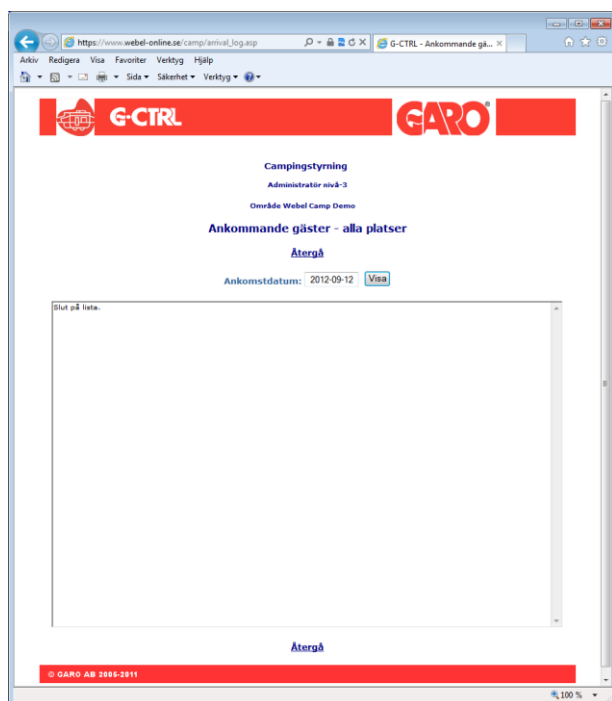 https://www.webel-online.se/camp/arrival_log.asp
G-CTRL - Ankommande gä...
Arkiv Redigera Visa Favoriter Verktyg Hjälp
Sida Säkerhet Verktyg
G-CTRL GARO
Campingstyrning
Administratör nivå-3
Område Webel Camp Demo
Ankommande gäster - alla platser
Återgå
Ankomstdatum: 2012-09-12 Visa
Slut på lista.
Återgå
© GARO AB 2005-2011
100 %